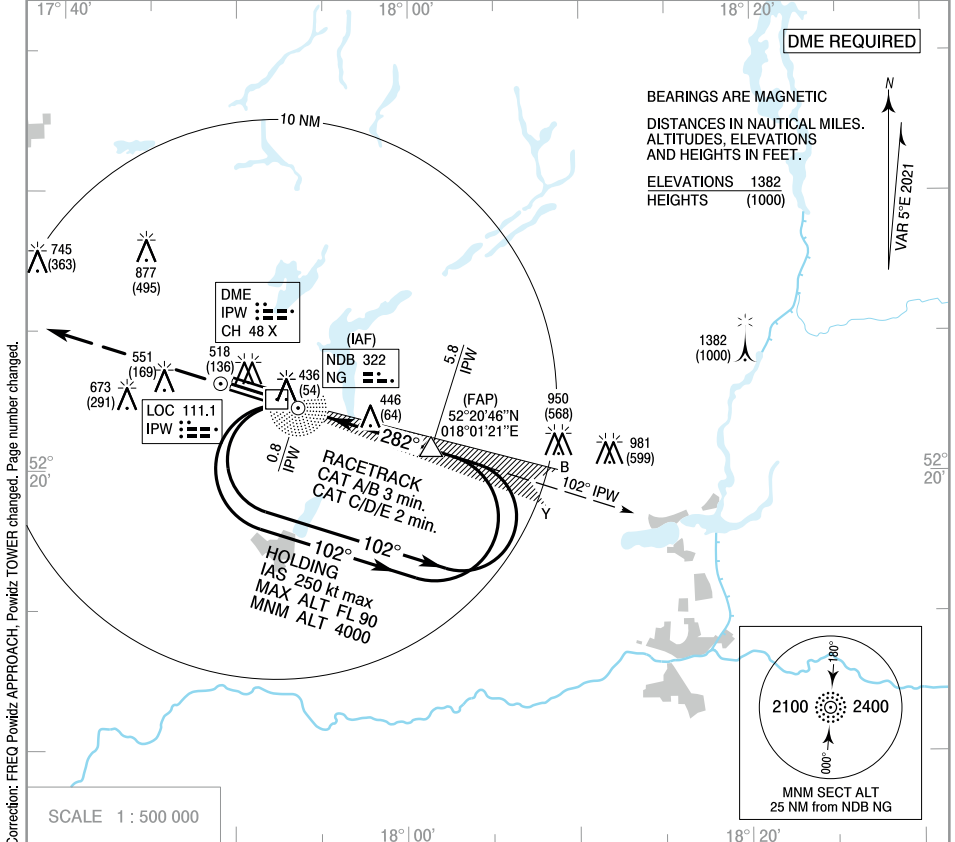 17° 40'
18° 00'
18° 20'
DME REQUIRED
N
BEARINGS ARE MAGNETIC
DISTANCES IN NAUTICAL MILES.
ALTITUDES, ELEVATIONS
AND HEIGHTS IN FEET.
ELEVATIONS 1382
HEIGHTS (1000)
VAR 5°E 2021
10 NM
745
(363)
877
(495)
DME
IPW
CH 48 X
(IAF)
NDB 322
NG
5.8
IPW
1382
(1000)
551
(169)
518
(136)
436
(54)
673
(291)
LOC 111.1
IPW
446
(64)
(FAP)
52°20'46"N
018°01'21"E
950
(568)
981
(599)
0.8
IPW
282°
B
102° IPW
Y
52°
20'
52°
20'
RACETRACK
CAT A/B 3 min.
CAT C/D/E 2 min.
102°
102°
HOLDING
IAS 250 kt max
MAX ALT FL 90
MNM ALT 4000
180°
2100
2400
000°
MNM SECT ALT
25 NM from NDB NG
SCALE 1 : 500 000
18° 00'
18° 20'
Correction: FREQ Powidz APPROACH, Powidz TOWER changed. Page number changed.